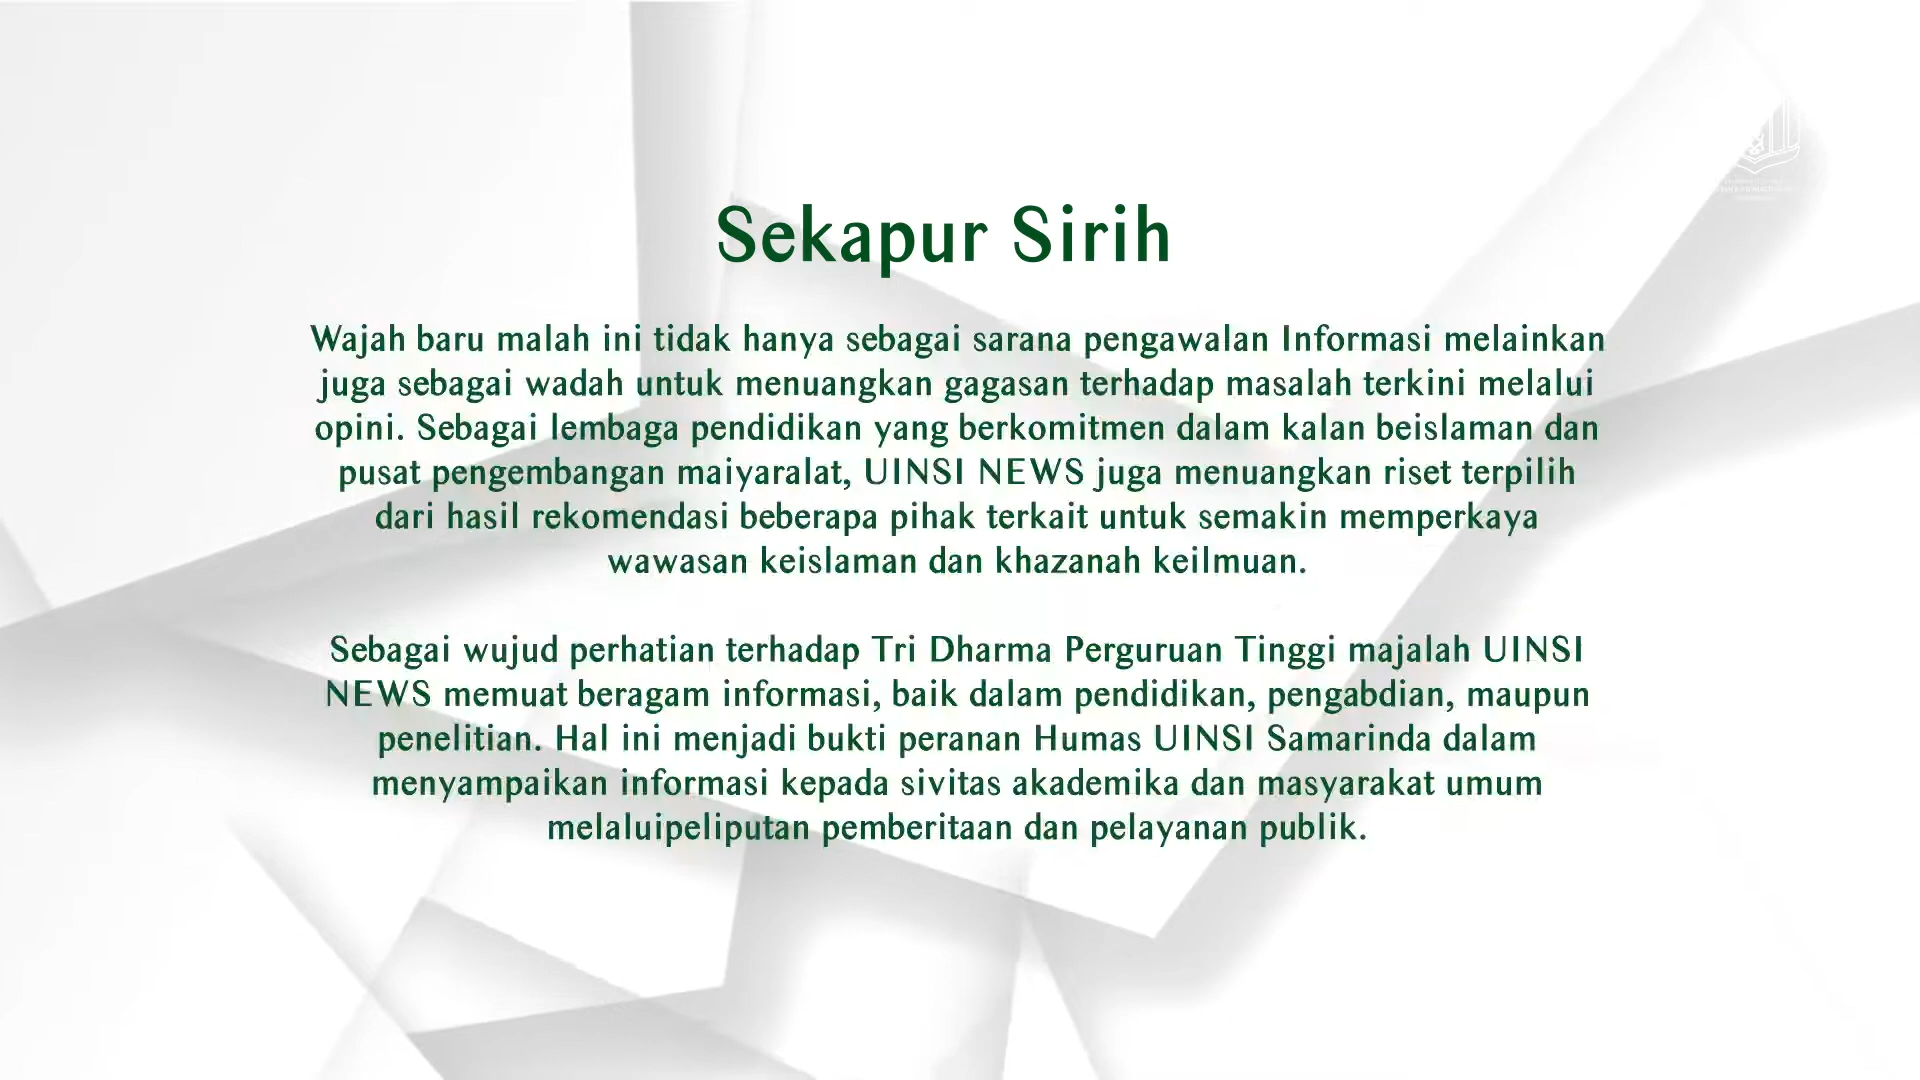 Sekapur Sirih
Wajah baru malah ini tidak hanya sebagai sarana pengawalan Informasi melainkan
juga sebagai wadah untuk menuangkan gagasan terhadap masalah terkini melalui
opini. Sebagai lembaga pendidikan yang berkomitmen dalam kalan beislaman dan
pusat pengembangan maiyaralat, UINSI NEWS juga menuangkan riset terpilih
dari hasil rekomendasi beberapa pihak terkait untuk semakin memperkaya
wawasan keislaman dan khazanah keilmuan.
Sebagai wujud perhatian terhadap Tri Dharma Perguruan Tinggi majalah UINSI
NEWS memuat beragam informasi, baik dalam pendidikan, pengabdian, maupun
penelitian. Hal ini menjadi bukti peranan Humas UINSI Samarinda dalam
menyampaikan informasi kepada sivitas akademika dan masyarakat umum
melaluipeliputan pemberitaan dan pelayanan publik.